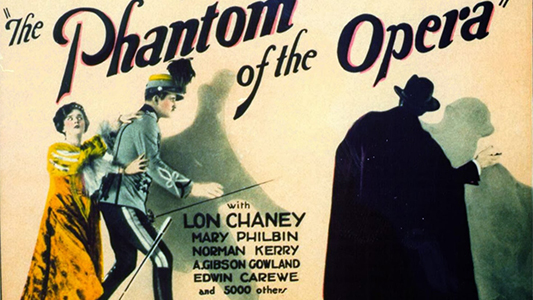 "The Phantom
of the Opera"
with
LON CHANEY
MARY PHILBIN
NORMAN KERRY
A. GIBSON GOWLAND
EDWIN CAREWE
and 5000 others